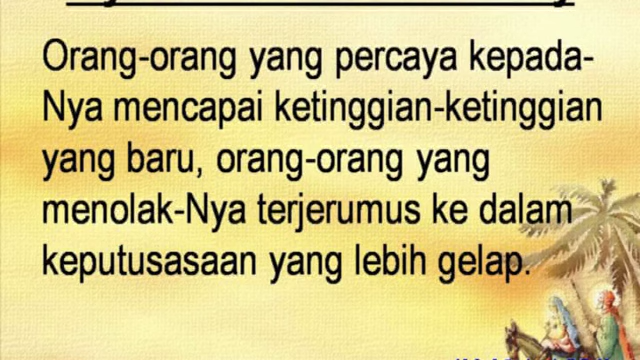 Orang-orang yang percaya kepada-
Nya mencapai ketinggian-ketinggian
yang baru, orang-orang yang
menolak-Nya terjerumus ke dalam
keputusasaan yang lebih gelap.